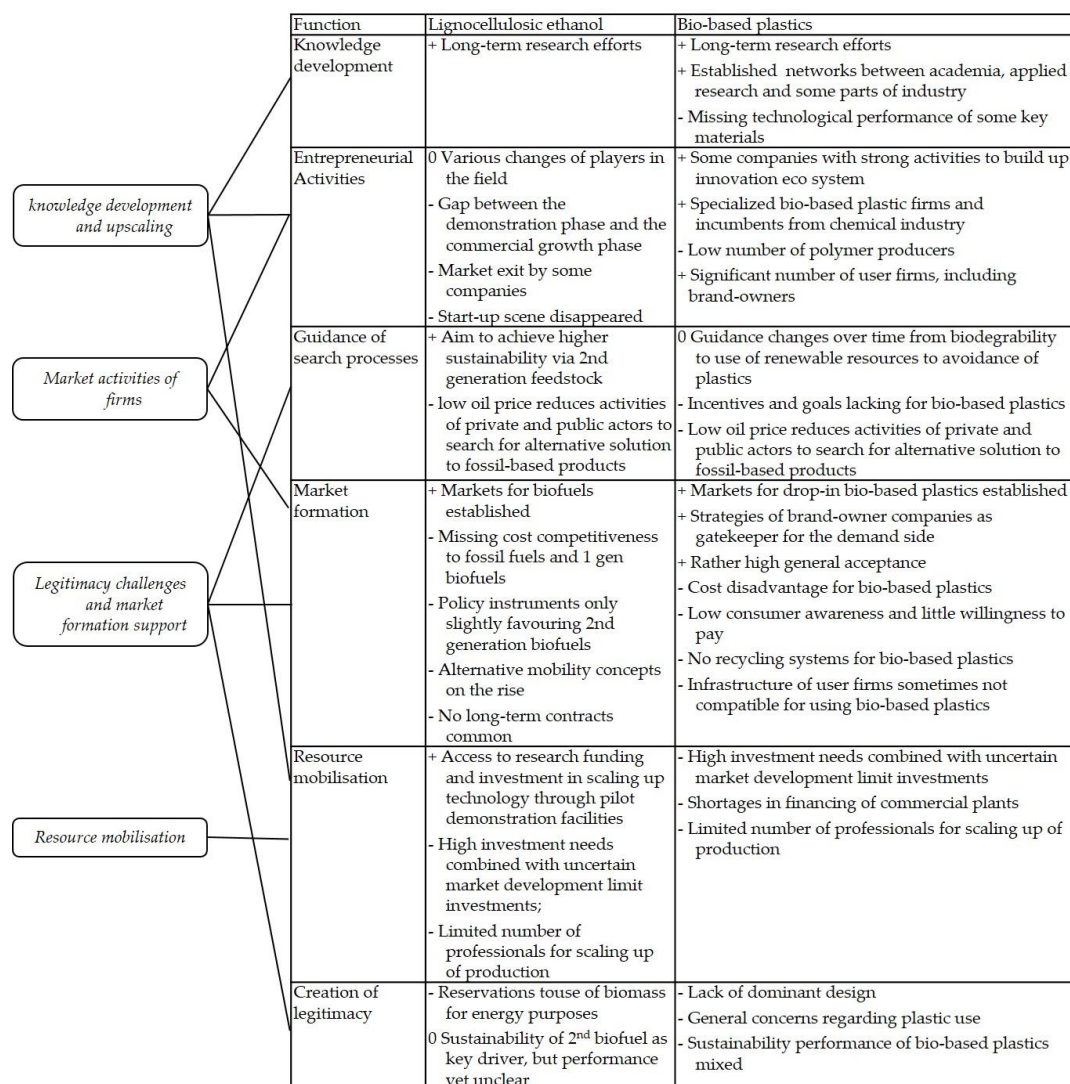 Function
Lignocellulosic ethanol
Bio-based plastics
Knowledge
development
+ Long-term research efforts
+ Long-term research efforts
+ Established networks between academia, applied
research and some parts of industry
- Missing technological performance of some key
materials
Entrepreneurial
Activities
0 Various changes of players in
the field
- Gap between the
demonstration phase and the
commercial growth phase
- Market exit by some
companies
- Start-up scene disappeared
+ Some companies with strong activities to build up
innovation eco system
+ Specialized bio-based plastic firms and
incumbents from chemical industry
- Low number of polymer producers
+ Significant number of user firms, including
brand-owners
Guidance of
search processes
+ Aim to achieve higher
sustainability via 2nd
generation feedstock
- low oil price reduces activities
of private and public actors to
search for alternative solution
to fossil-based products
0 Guidance changes over time from biodegrability
to use of renewable resources to avoidance of
plastics
- Incentives and goals lacking for bio-based plastics
- Low oil price reduces activities of private and
public actors to search for alternative solution to
fossil-based products
Market
formation
+ Markets for biofuels
established
- Missing cost competitiveness
to fossil fuels and 1 gen
biofuels
- Policy instruments only
slightly favouring 2nd
generation biofuels
- Alternative mobility concepts
on the rise
- No long-term contracts
common
+ Markets for drop-in bio-based plastics established
+ Strategies of brand-owner companies as
gatekeeper for the demand side
+ Rather high general acceptance
- Cost disadvantage for bio-based plastics
- Low consumer awareness and little willingness to
pay
- No recycling systems for bio-based plastics
- Infrastructure of user firms sometimes not
compatible for using bio-based plastics
Resource
mobilisation
+ Access to research funding
and investment in scaling up
technology through pilot
demonstration facilities
- High investment needs
combined with uncertain
market development limit
investments;
- Limited number of
professionals for scaling up
of production
- High investment needs combined with uncertain
market development limit investments
- Shortages in financing of commercial plants
- Limited number of professionals for scaling up of
production
Creation of
legitimacy
- Reservations touse of biomass
for energy purposes
0 Sustainability of 2nd biofuel as
key driver, but performance
yet unclear
- Lack of dominant design
- General concerns regarding plastic use
- Sustainability performance of bio-based plastics
mixed
knowledge development
and upscaling
Market activities of
firms
Legitimacy challenges
and market
formation support
Resource mobilisation